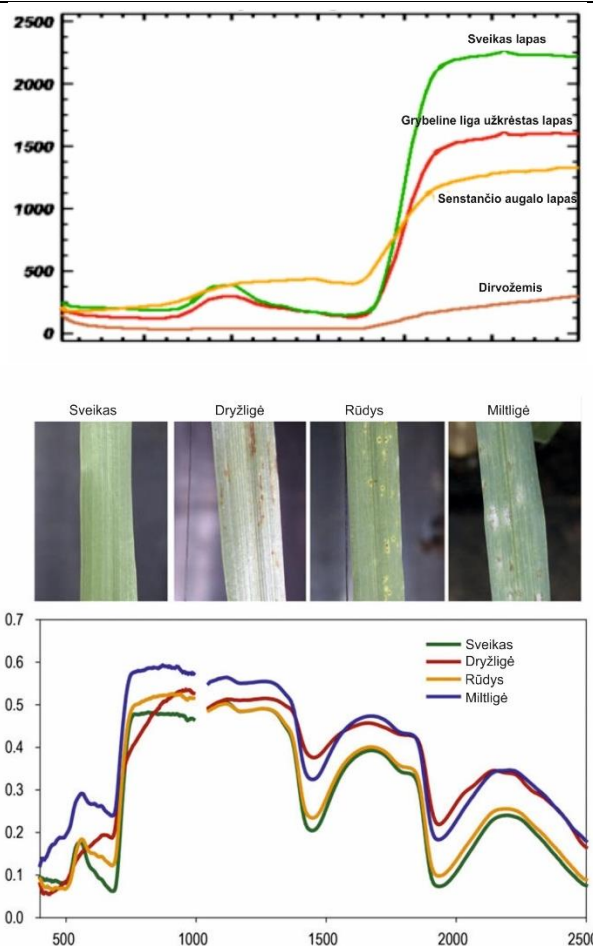 2500
Sveikas lapas
2000
Grybeline liga užkrėstas lapas
1500
Senstančio augalo lapas
1000
500
Dirvožemis
0
Sveikas Dryžligė Rūdys Miltligė
0.7
0.6
0.5
0.4
0.3
0.2
0.1
0.0
Sveikas
Dryžligė
Rūdys
Miltligė
500 1000 1500 2000 2500